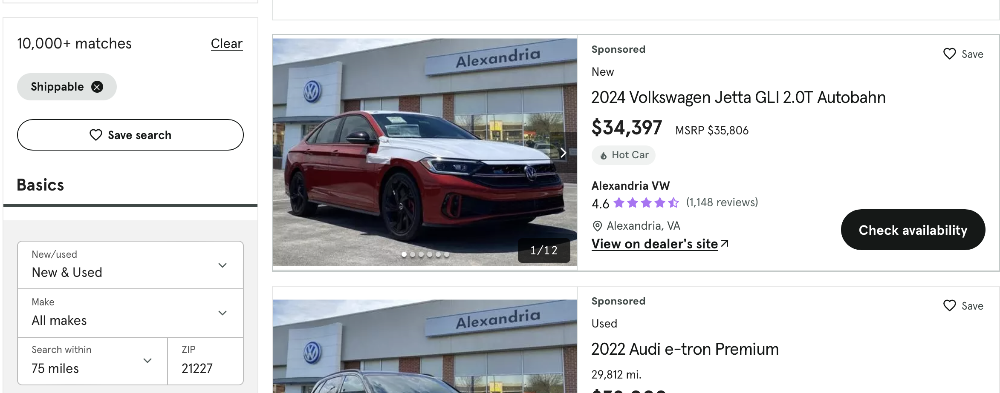 10,000+ matches
Clear
Shippable
Save search
Basics
New/used
New & Used
Make
All makes
Search within
75 miles
ZIP
21227
Alexandria
1/12
Sponsored
Save
New
2024 Volkswagen Jetta GLI 2.0T Autobahn
$34,397 MSRP $35,806
Hot Car
Alexandria VW
4.6 (1,148 reviews)
Alexandria, VA
View on dealer's site
Check availability
Alexandria
Sponsored
Save
Used
2022 Audi e-tron Premium
29,812 mi.